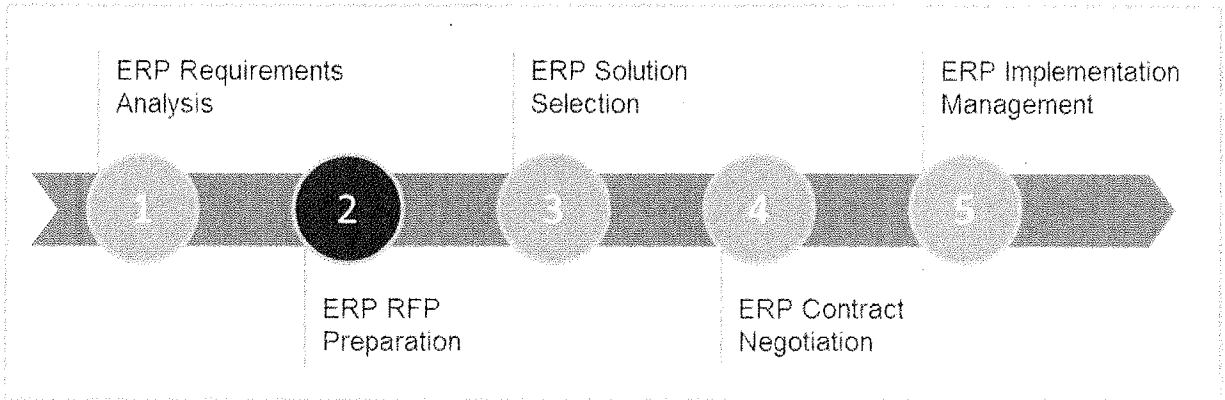 ERP Requirements
Analysis
1
2
ERP RFP
Preparation
ERP Solution
Selection
3
4
ERP Contract
Negotiation
ERP Implementation
Management
5